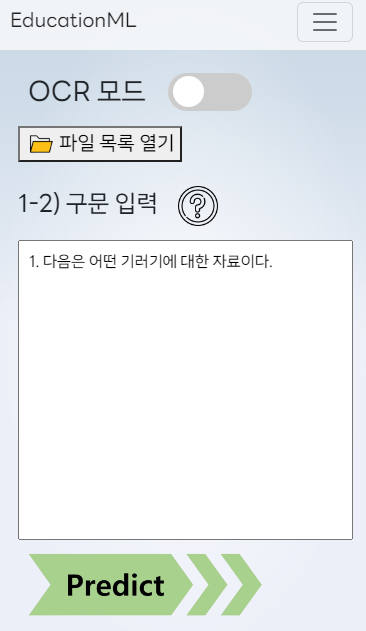 EducationML
OCR 모드
파일 목록 열기
1-2) 구문 입력
1. 다음은 어떤 기러기에 대한 자료이다.
Predict